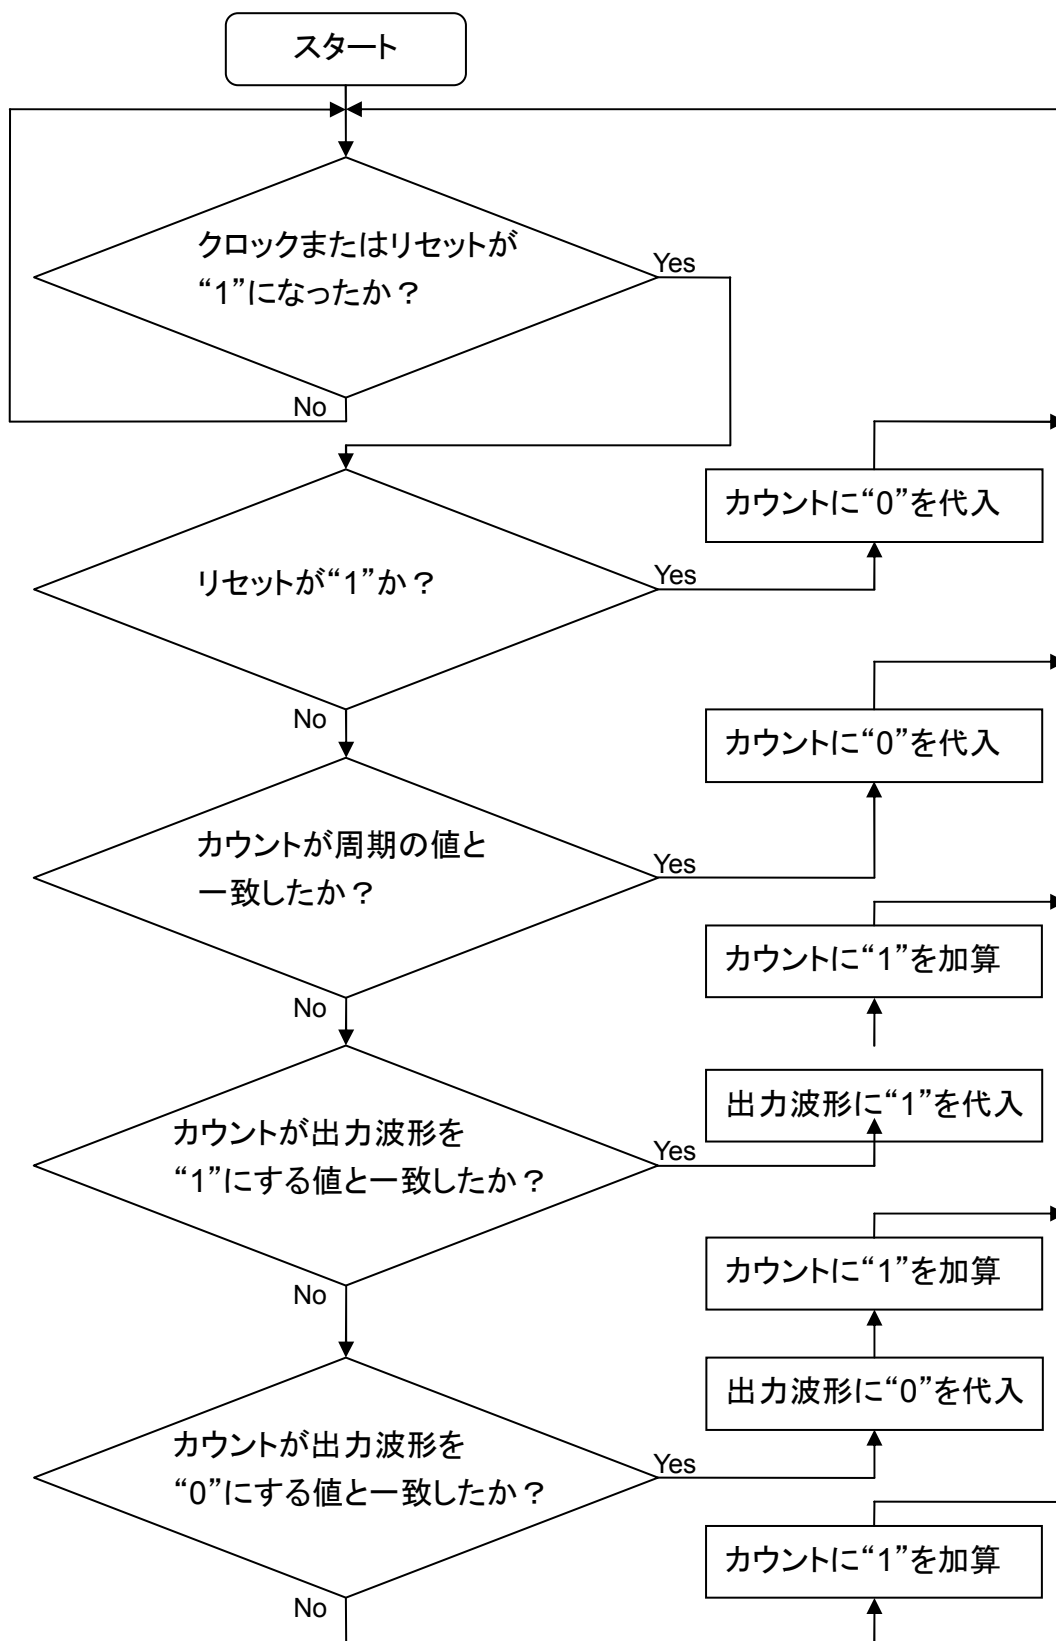 スタート
クロックまたはリセットが
“1”になったか？
Yes
No
カウントに“0”を代入
リセットが“1”か？
Yes
No
カウントに“0”を代入
カウントが周期の値と
一致したか？
Yes
No
カウントに“1”を加算
出力波形に“1”を代入
カウントが出力波形を
“1”にする値と一致したか？
Yes
No
カウントに“1”を加算
出力波形に“0”を代入
カウントが出力波形を
“0”にする値と一致したか？
Yes
No
カウントに“1”を加算